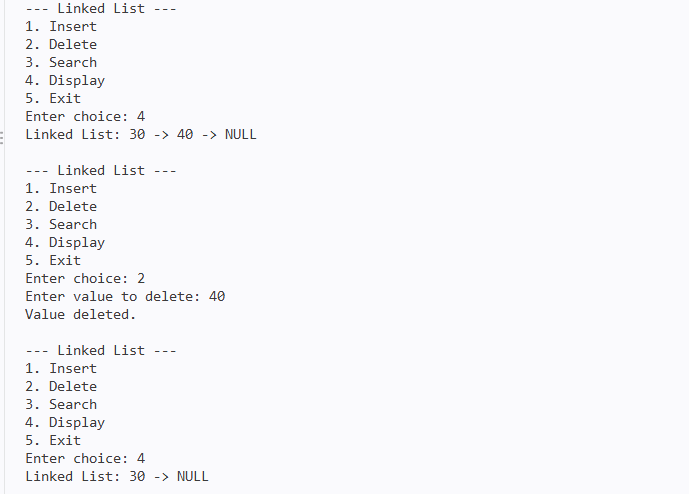 --- Linked List ---
1. Insert
2. Delete
3. Search
4. Display
5. Exit
Enter choice: 4
Linked List: 30 -> 40 -> NULL
--- Linked List ---
1. Insert
2. Delete
3. Search
4. Display
5. Exit
Enter choice: 2
Enter value to delete: 40
Value deleted.
--- Linked List ---
1. Insert
2. Delete
3. Search
4. Display
5. Exit
Enter choice: 4
Linked List: 30 -> NULL